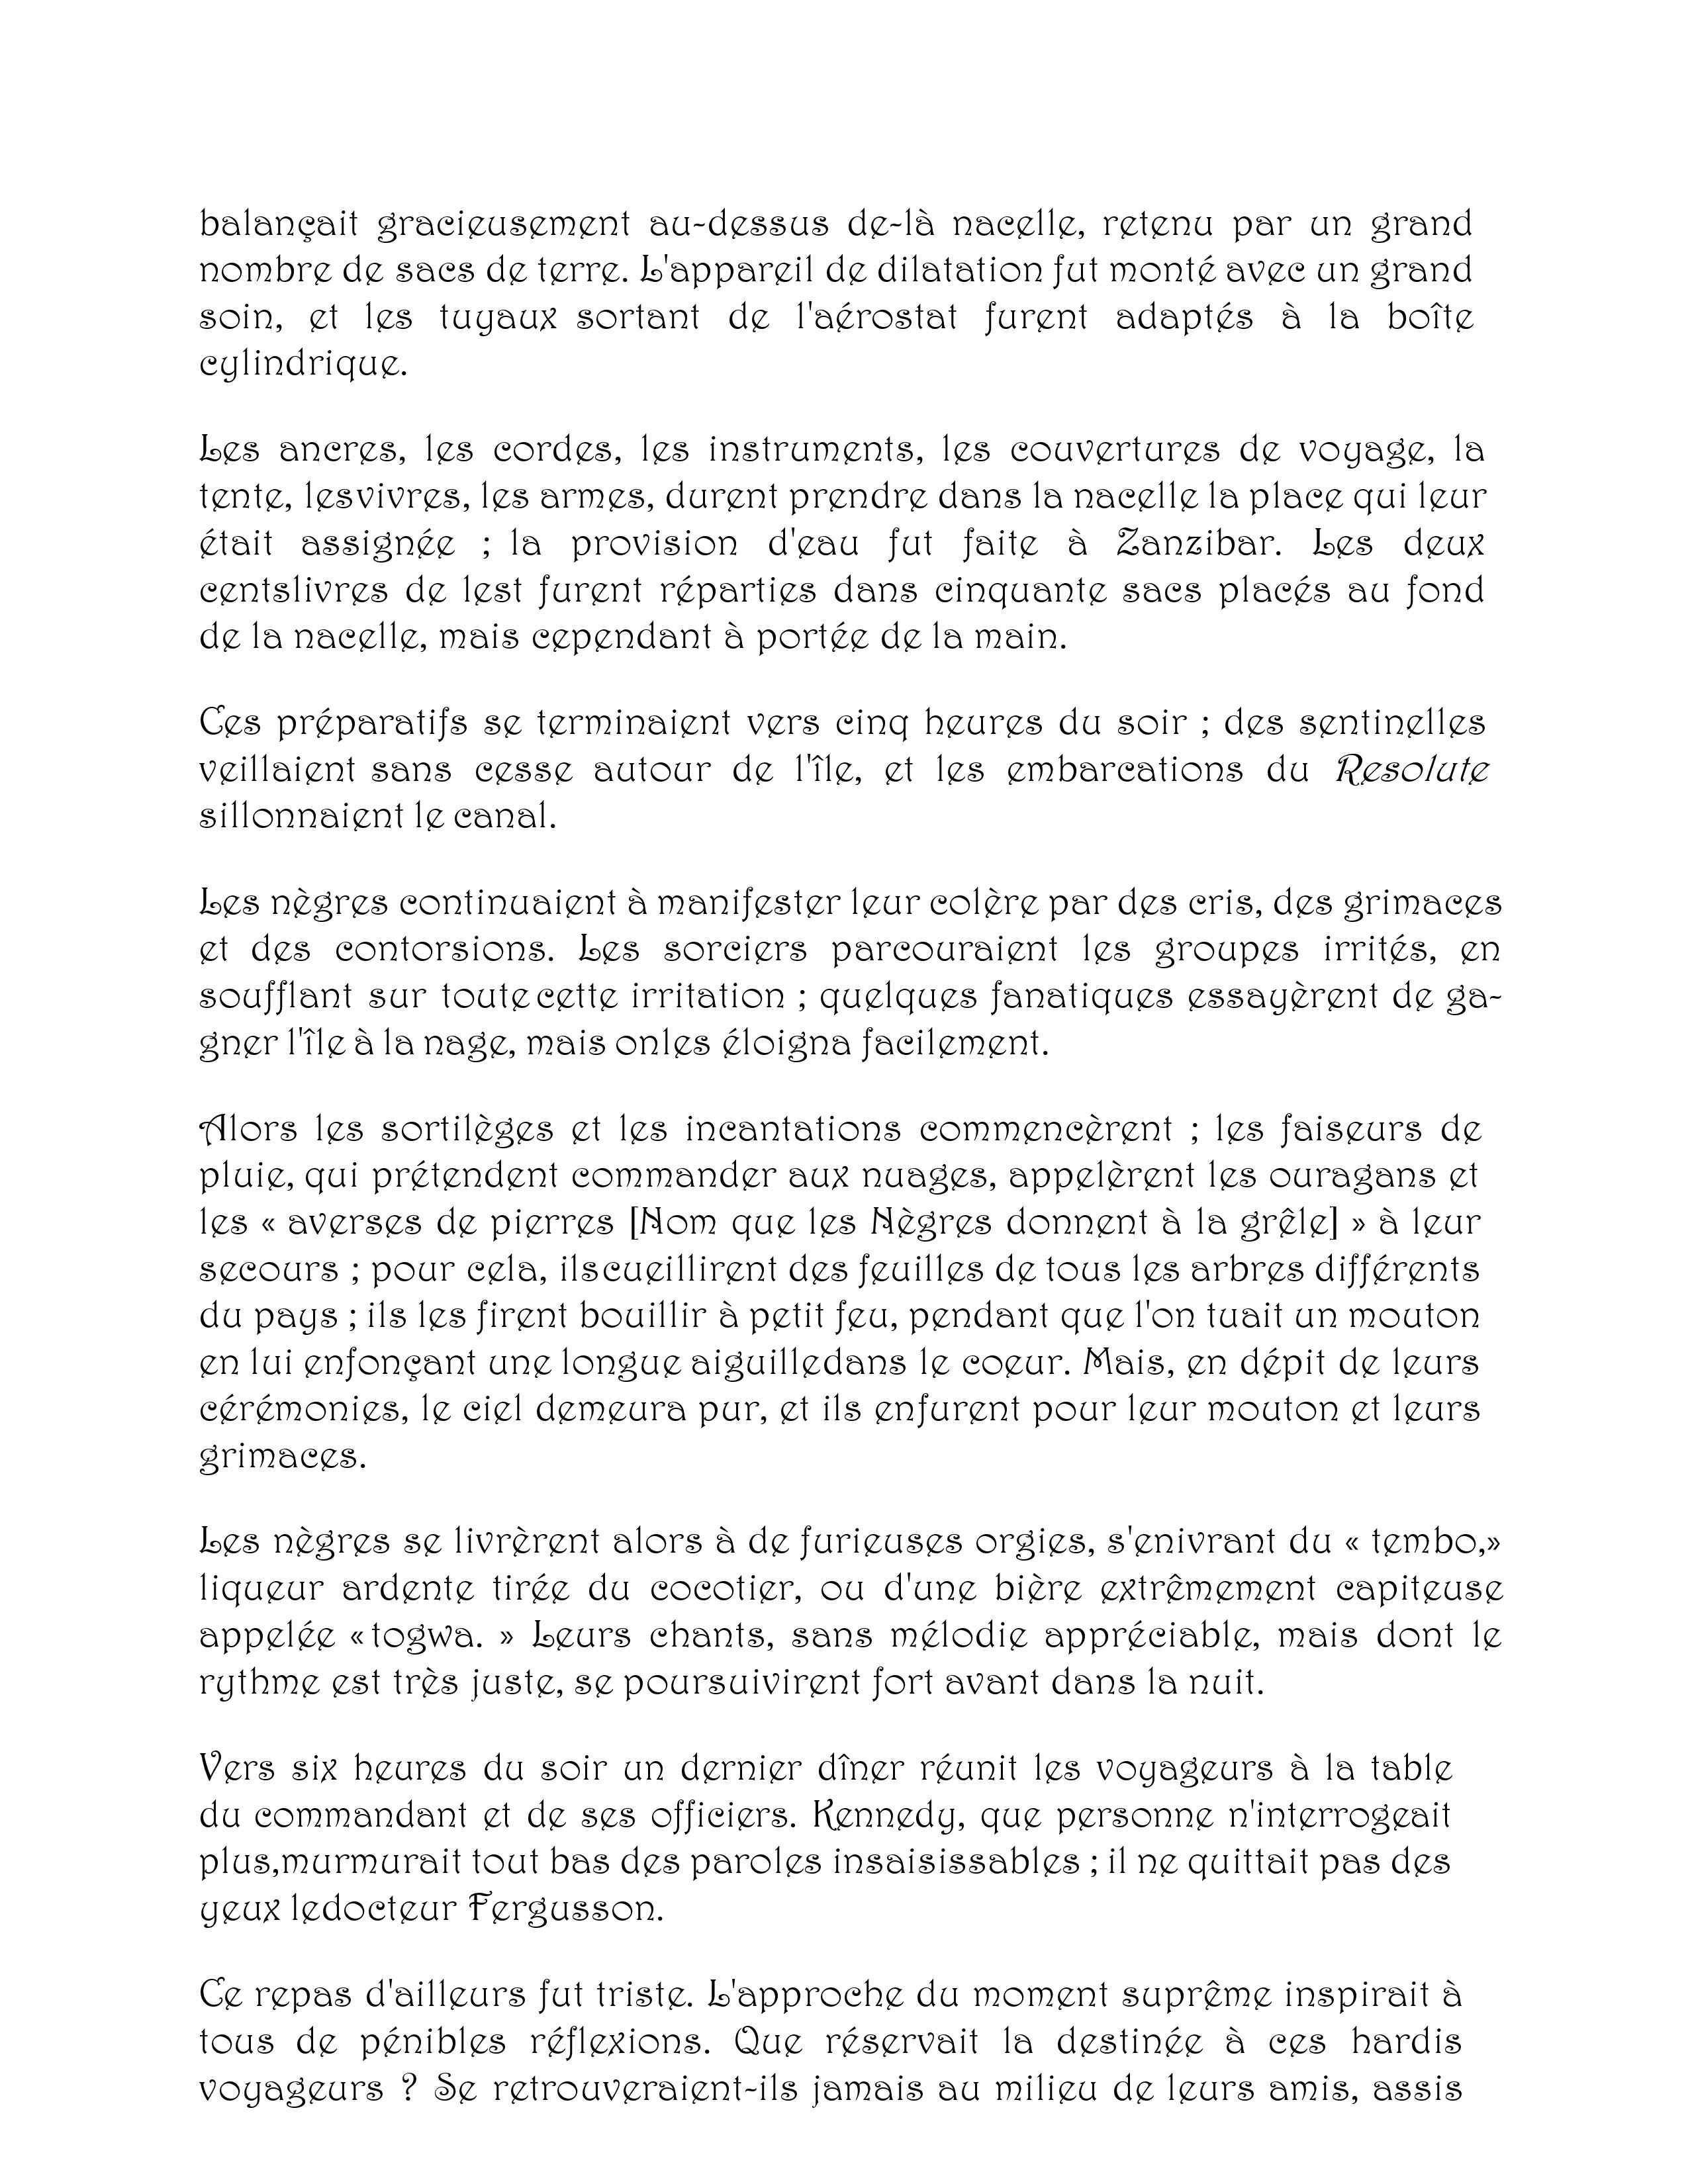 balançait gracieusement au-dessus de-là nacelle, retenu par un grand
nombre de sacs de terre. L'appareil de dilatation fut monté avec un grand
soin, et les tuyaux sortant de l'aérostat furent adaptés à la boîte
cylindrique.
Les ancres, les cordes, les instruments, les couvertures de voyage, la
tente, lesvivres, les armes, durent prendre dans la nacelle la place qui leur
était assignée ; la provision d'eau fut faite à Zanzibar. Les deux
centslivres de lest furent réparties dans cinquante sacs placés au fond
de la nacelle, mais cependant à portée de la main.
Ces préparatifs se terminaient vers cinq heures du soir ; des sentinelles
veillaient sans cesse autour de l'île, et les embarcations du Resolute
sillonnaient le canal.
Les nègres continuaient à manifester leur colère par des cris, des grimaces
et des contorsions. Les sorciers parcouraient les groupes irrités, en
soufflant sur toute cette irritation ; quelques fanatiques essayèrent de ga-
gner l'île à la nage, mais onles éloigna facilement.
Alors les sortilèges et les incantations commencèrent ; les faiseurs de
pluie, qui prétendent commander aux nuages, appelèrent les ouragans et
les « averses de pierres [Nom que les Nègres donnent à la grêle] » à leur
secours ; pour cela, ilscueillirent des feuilles de tous les arbres différents
du pays ; ils les firent bouillir à petit feu, pendant que l'on tuait un mouton
en lui enfonçant une longue aiguilledans le coeur. Mais, en dépit de leurs
cérémonies, le ciel demeura pur, et ils enfurent pour leur mouton et leurs
grimaces.
Les nègres se livrèrent alors à de furieuses orgies, s'enivrant du « tembo,»
liqueur ardente tirée du cocotier, ou d'une bière extrêmement capiteuse
appelée «togwa. » Leurs chants, sans mélodie appréciable, mais dont le
rythme est très juste, se poursuivirent fort avant dans la nuit.
Vers six heures du soir un dernier dîner réunit les voyageurs à la table
du commandant et de ses officiers. Kennedy, que personne n'interrogeait
plus,murmurait tout bas des paroles insaisissables ; il ne quittait pas des
yeux ledocteur Fergusson.
Ce repas d'ailleurs fut triste. L'approche du moment suprême inspirait à
tous de pénibles réflexions. Que réservait la destinée à ces hardis
voyageurs ? Se retrouveraient-ils jamais au milieu de leurs amis, assis